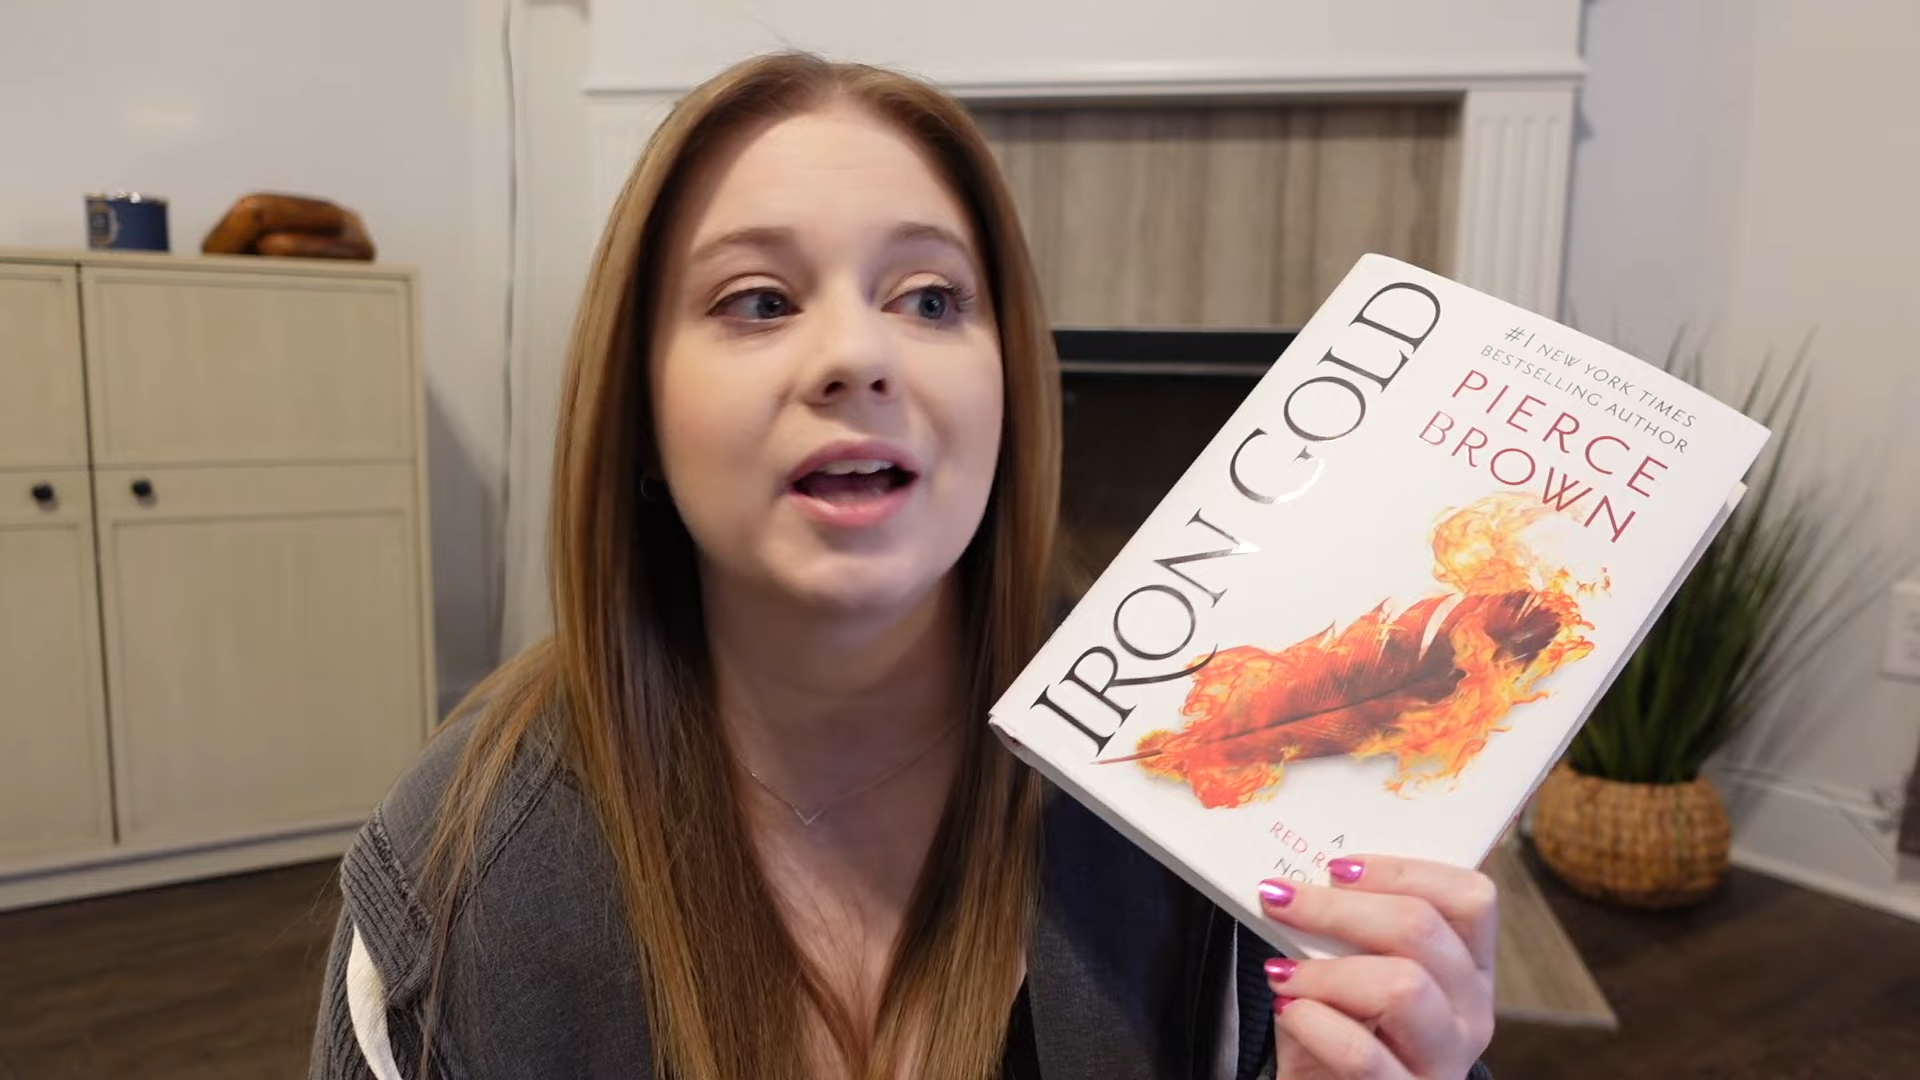 IRON GOLD
#1 NEW YORK TIMES
BESTSELLING AUTHOR
PIERCE
BROWN
A
RED